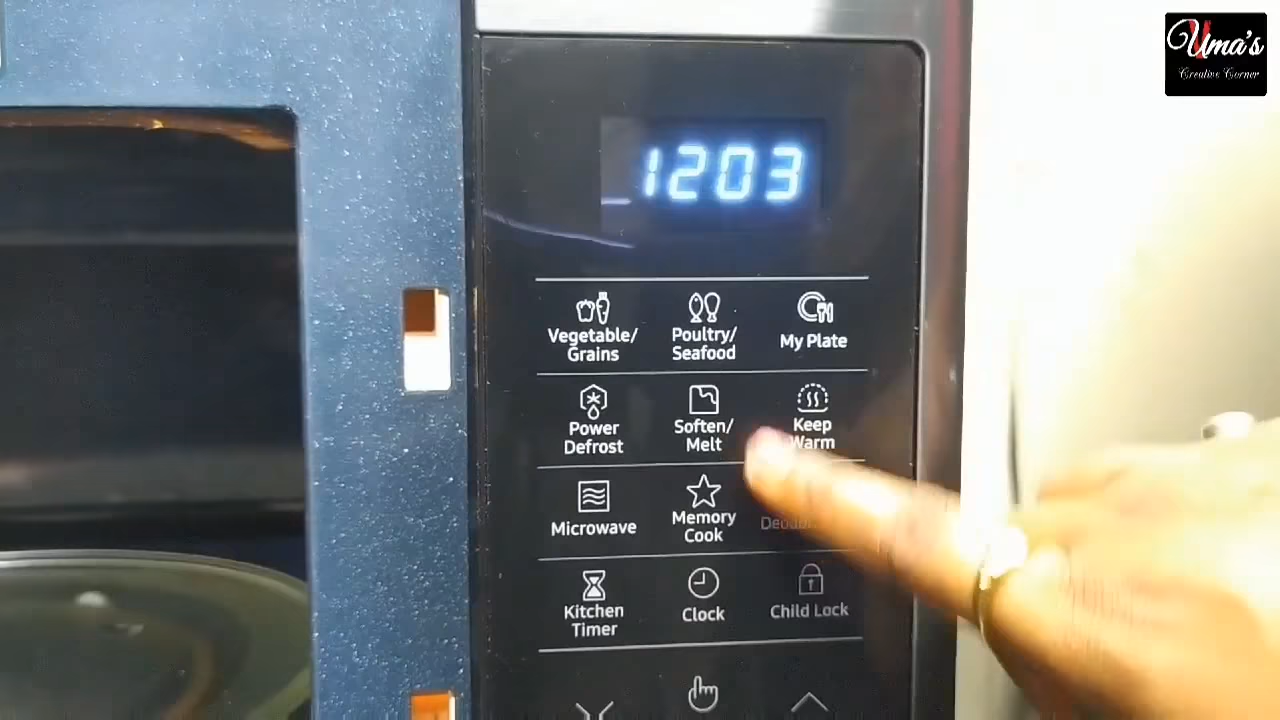 Uma's
Creative Corner
1203
Vegetable/
Grains
Poultry/
Seafood
My Plate
Power
Defrost
Soften/
Melt
Keep
Warm
Microwave
Memory
Cook
Kitchen
Timer
Clock
Child Lock